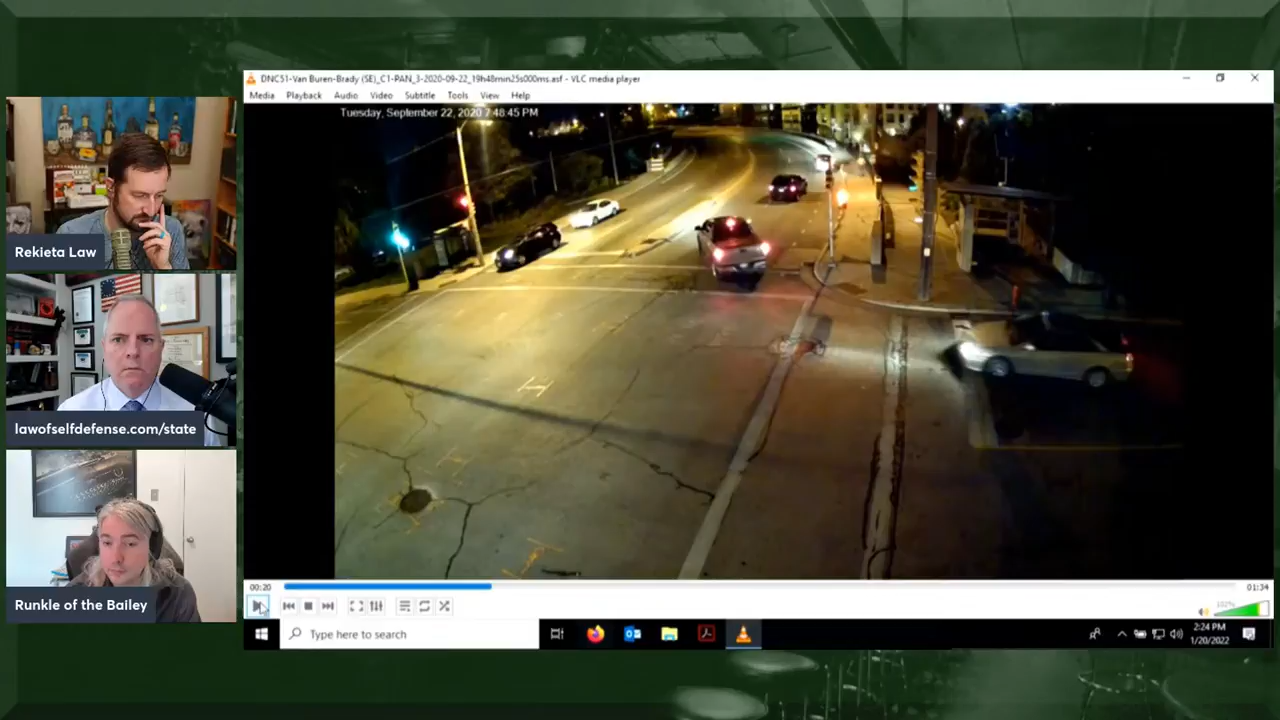 DNC51-Van Buren-Brady (SE)_C1-PAN_3-2020-09-22_19h48min25s000ms.asf - VLC media player
Media Playback Audio Video Subtitle Tools View Help
Tuesday, September 22, 2020 7:48:45 PM
Rekieta Law
lawofselfdefense.com/state
Runkle of the Bailey
00:20
01:34
102%
Type here to search
2:24 PM
1/20/2022